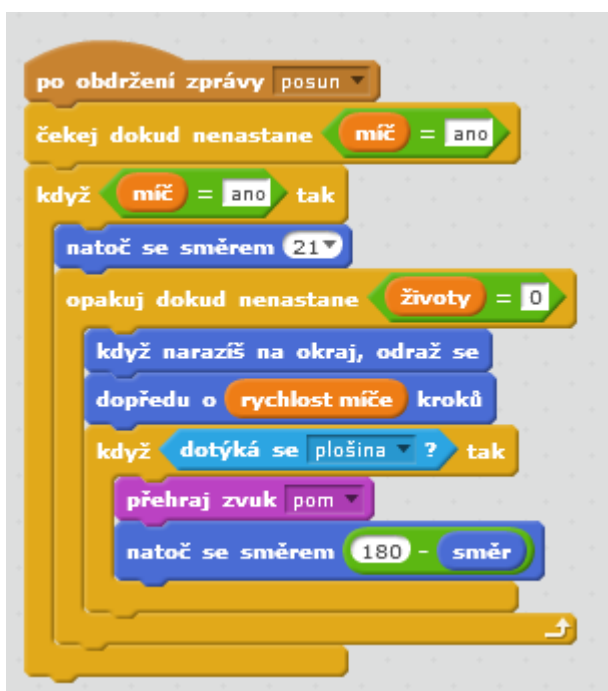 po obdržení zprávy posun
čekej dokud nenastane míč = ano
když míč = ano tak
natoč se směrem 21
opakuj dokud nenastane životy = 0
když narazíš na okraj, odraž se
dopředu o rychlost míče kroků
když dotýká se plošina ? tak
přehraj zvuk pom
natoč se směrem 180 - směr